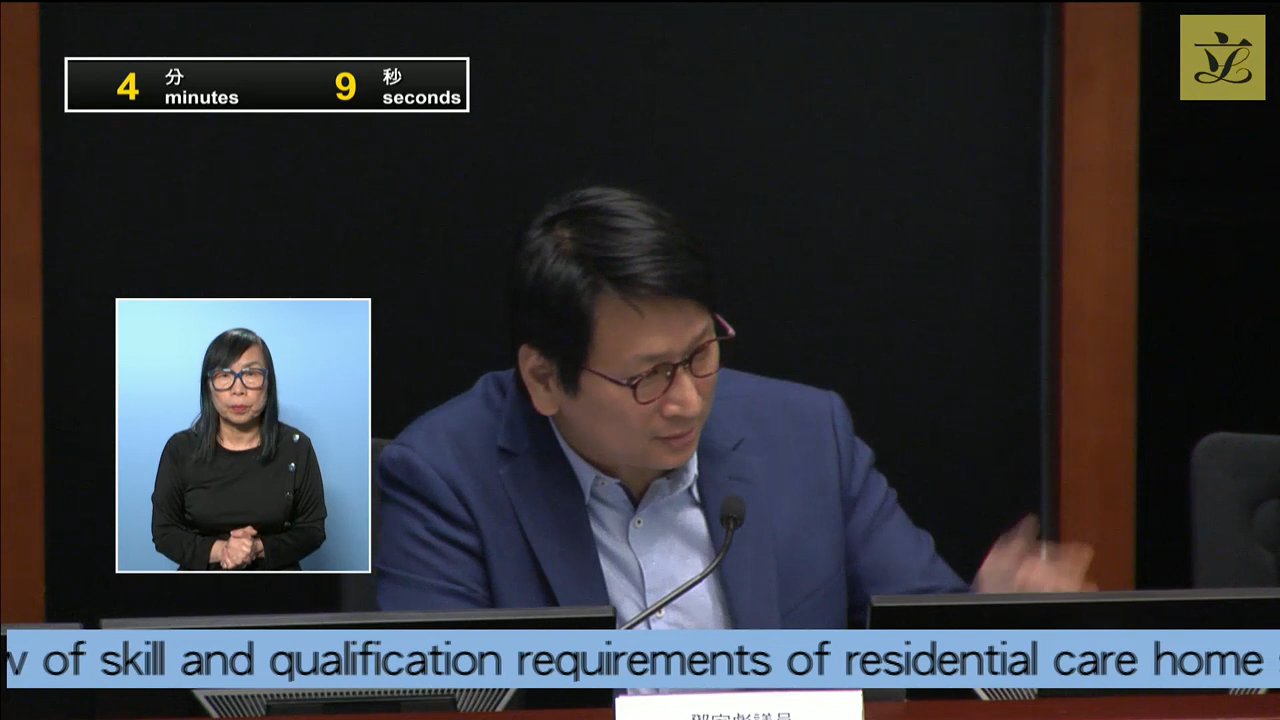 4 分 9 秒
minutes seconds
of skill and qualification requirements of residential care home